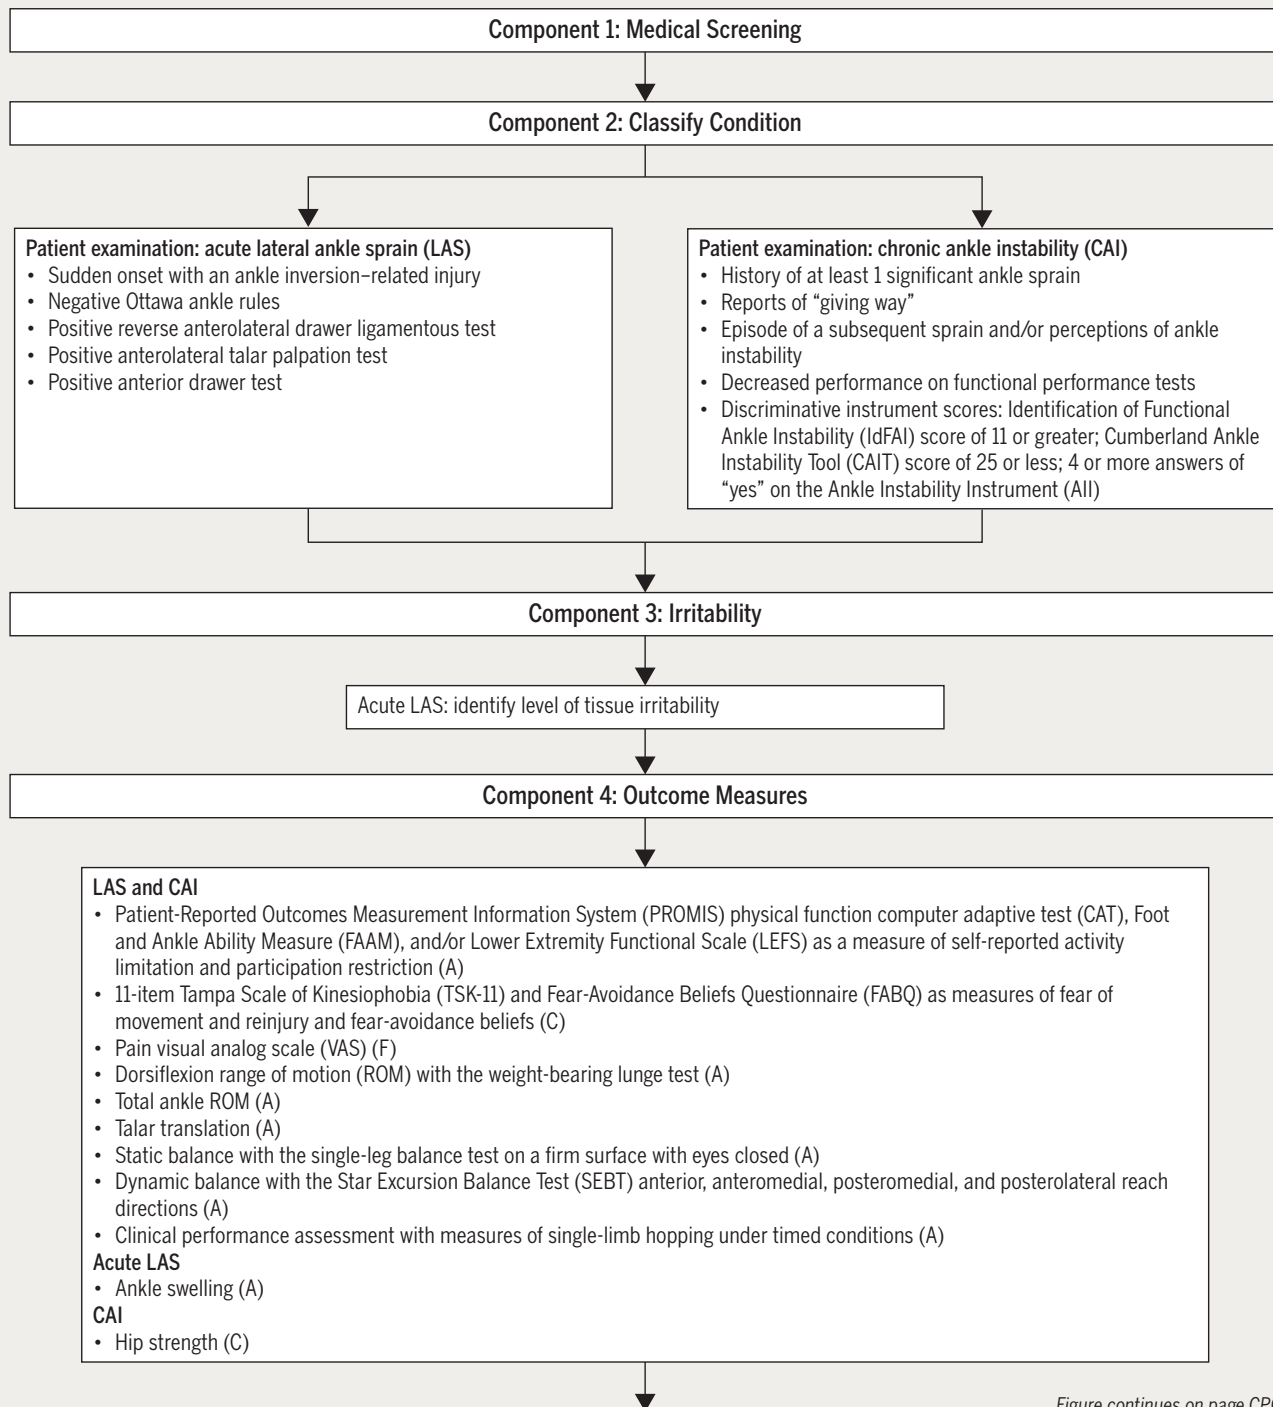 Component 1: Medical Screening
Component 2: Classify Condition
Patient examination: acute lateral ankle sprain (LAS)
• Sudden onset with an ankle inversion–related injury
• Negative Ottawa ankle rules
• Positive reverse anterolateral drawer ligamentous test
• Positive anterolateral talar palpation test
• Positive anterior drawer test
Patient examination: chronic ankle instability (CAI)
• History of at least 1 significant ankle sprain
• Reports of “giving way”
• Episode of a subsequent sprain and/or perceptions of ankle
instability
• Decreased performance on functional performance tests
• Discriminative instrument scores: Identification of Functional
Ankle Instability (IdFAI) score of 11 or greater; Cumberland Ankle
Instability Tool (CAIT) score of 25 or less; 4 or more answers of
“yes” on the Ankle Instability Instrument (AII)
Component 3: Irritability
Acute LAS: identify level of tissue irritability
Component 4: Outcome Measures
LAS and CAI
• Patient-Reported Outcomes Measurement Information System (PROMIS) physical function computer adaptive test (CAT), Foot
and Ankle Ability Measure (FAAM), and/or Lower Extremity Functional Scale (LEFS) as a measure of self-reported activity
limitation and participation restriction (A)
• 11-item Tampa Scale of Kinesiophobia (TSK-11) and Fear-Avoidance Beliefs Questionnaire (FABQ) as measures of fear of
movement and reinjury and fear-avoidance beliefs (C)
• Pain visual analog scale (VAS) (F)
• Dorsiflexion range of motion (ROM) with the weight-bearing lunge test (A)
• Total ankle ROM (A)
• Talar translation (A)
• Static balance with the single-leg balance test on a firm surface with eyes closed (A)
• Dynamic balance with the Star Excursion Balance Test (SEBT) anterior, anteromedial, posteromedial, and posterolateral reach
directions (A)
• Clinical performance assessment with measures of single-limb hopping under timed conditions (A)
Acute LAS
• Ankle swelling (A)
CAI
• Hip strength (C)
Figure continues on page